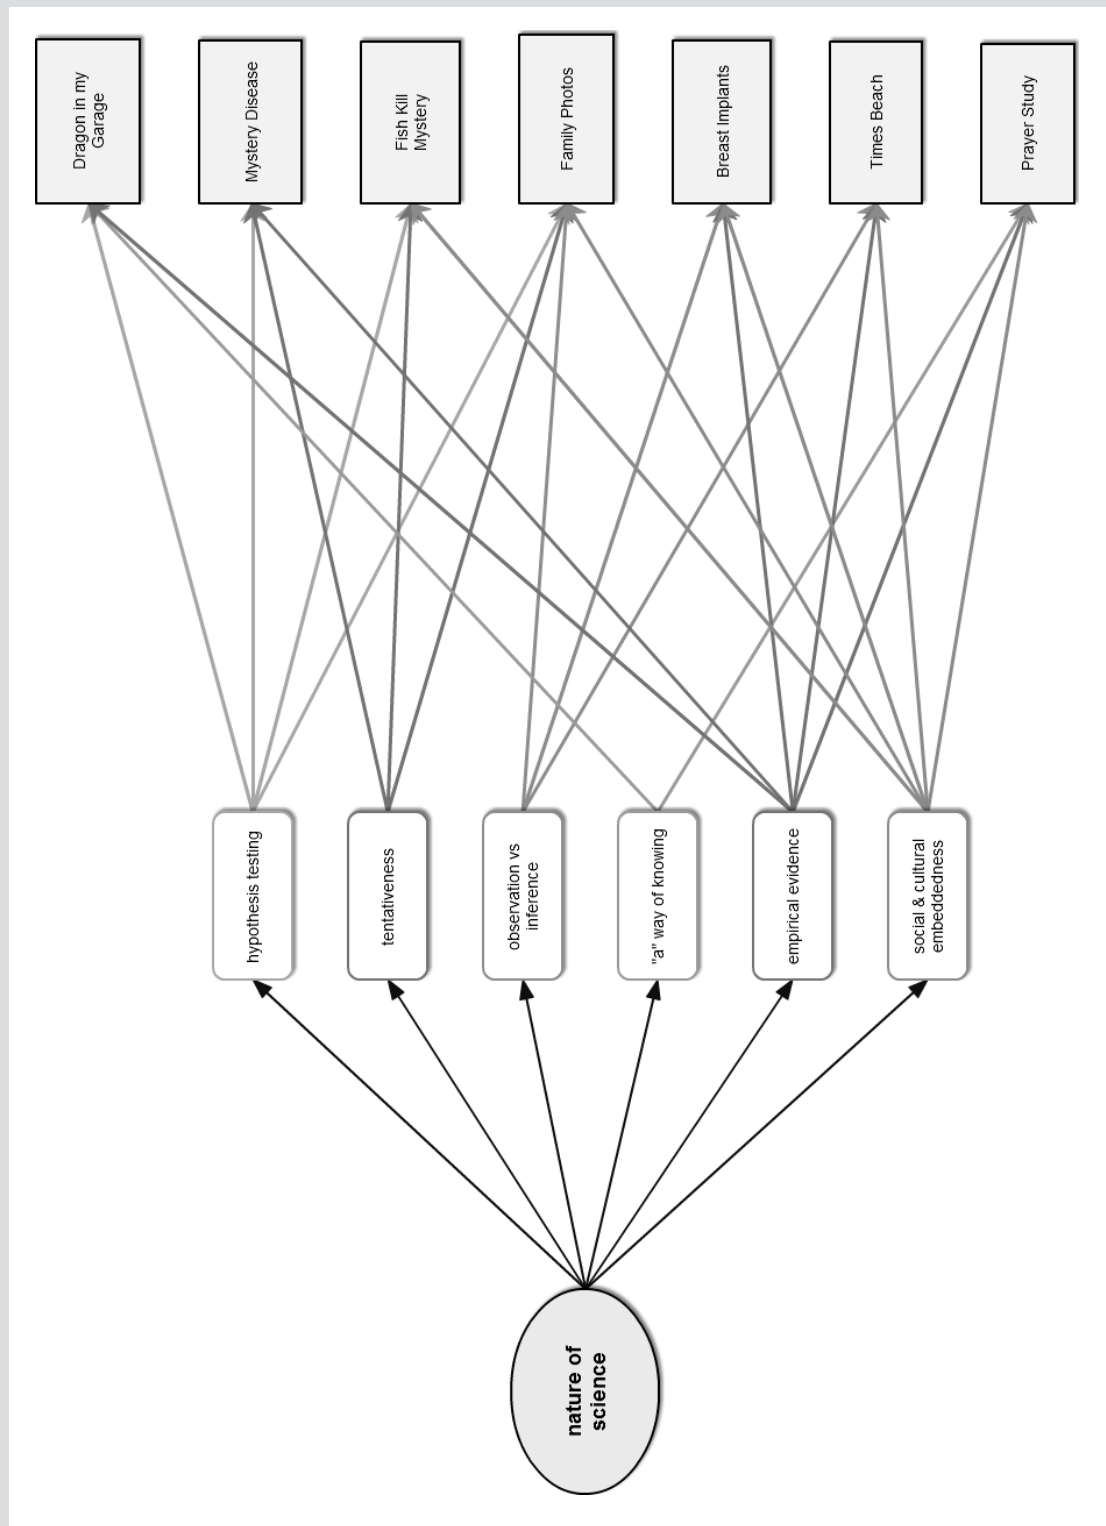 Dragon in my
Garage
Mystery Disease
Fish Kill
Mystery
Family Photos
Breast Implants
Times Beach
Prayer Study
hypothesis testing
tentativeness
observation vs
inference
"a" way of knowing
empirical evidence
social & cultural
embeddedness
nature of
science